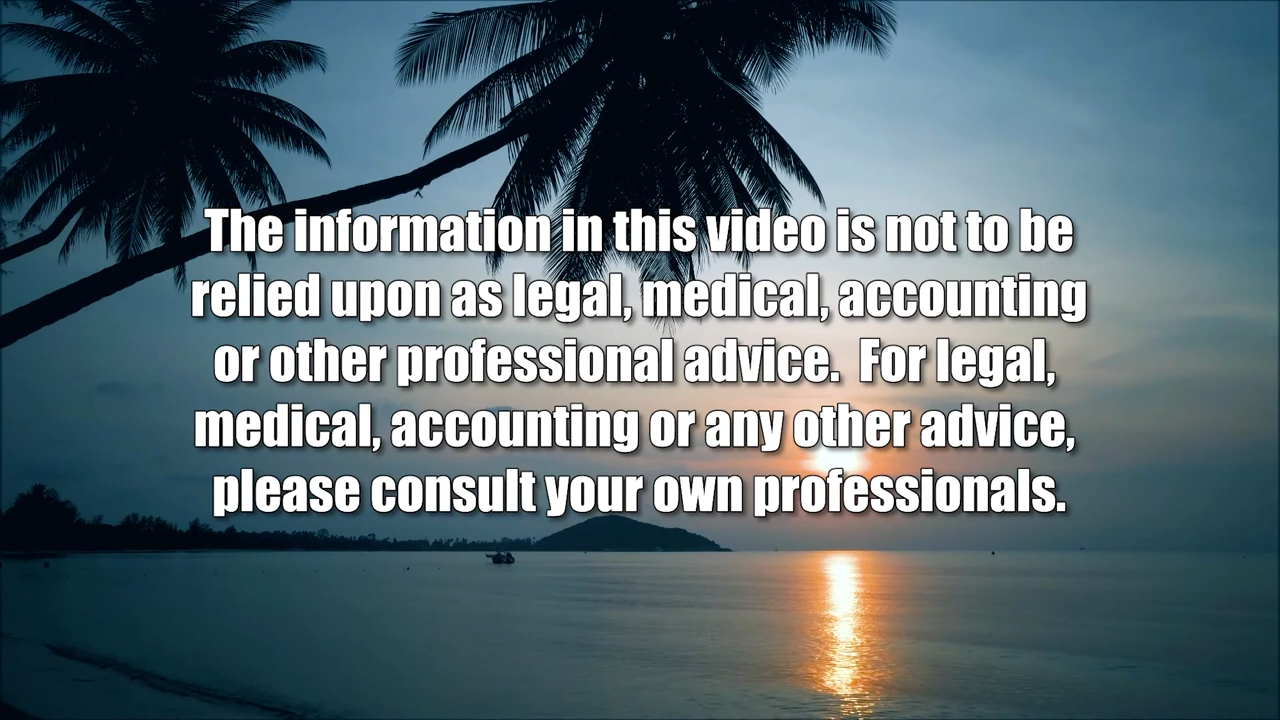 The information in this video is not to be
relied upon as legal, medical, accounting
or other professional advice.  For legal,
medical, accounting or any other advice,
please consult your own professionals.